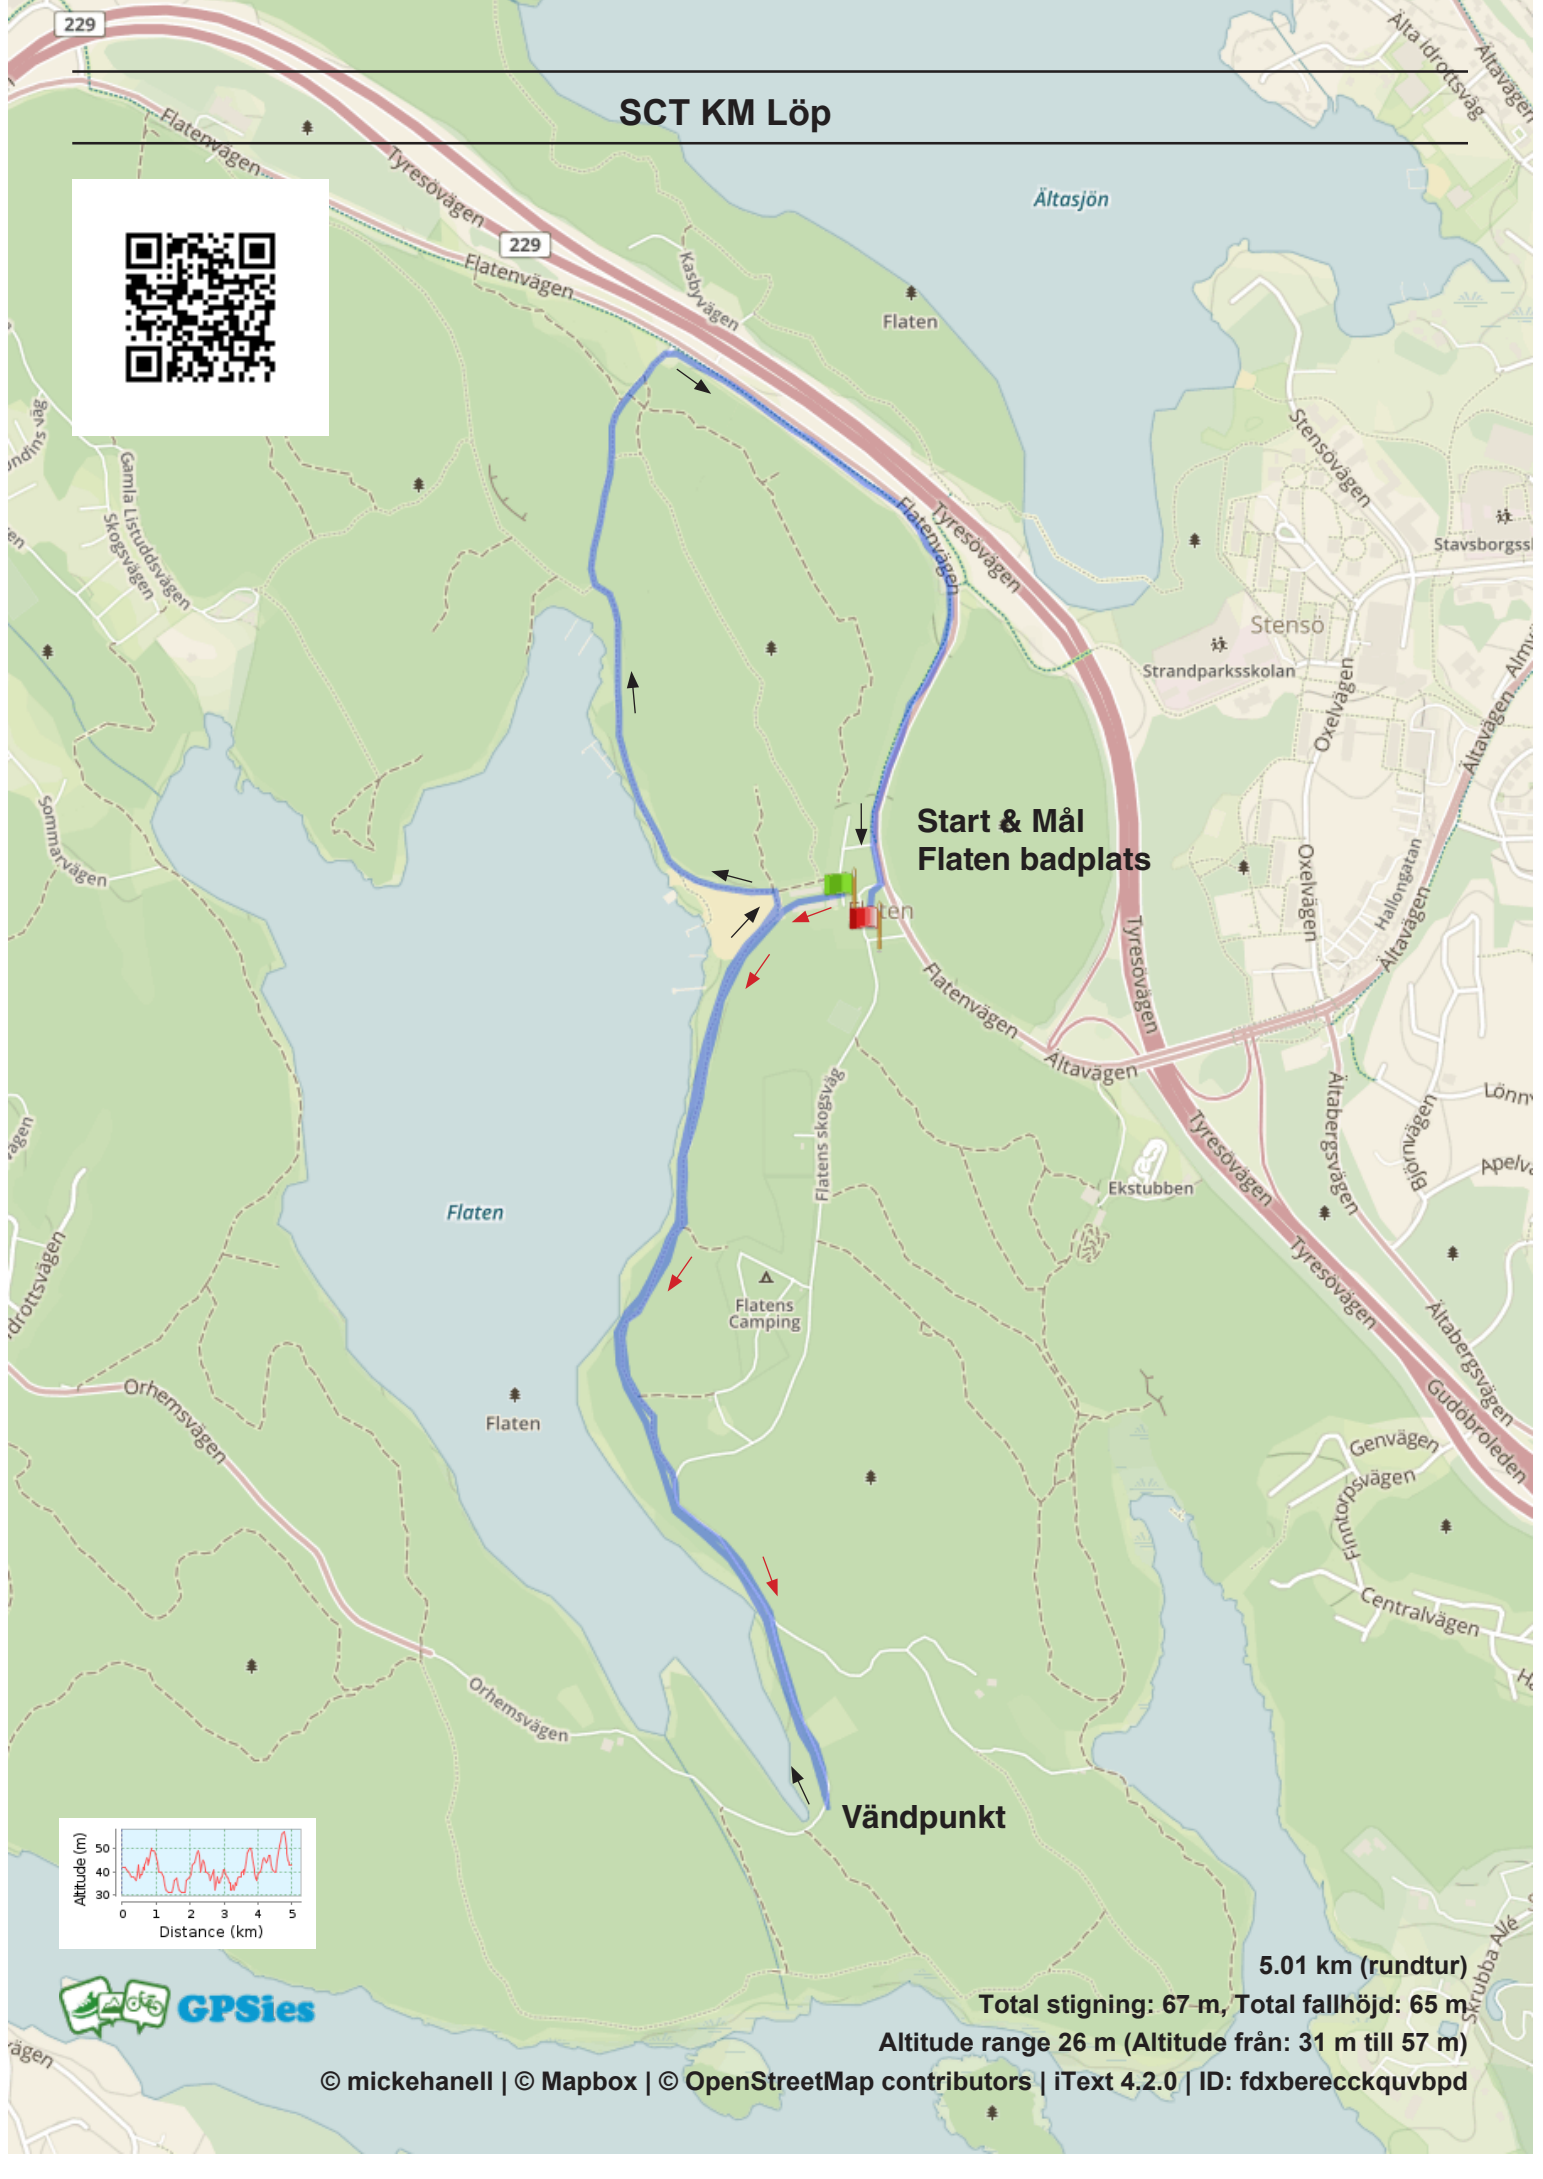 229
SCT KM Löp
Älta Idrottsväg
Ältavägen
Flatenvägen
Tyresövägen
Ältasjön
229
Flatenvägen
Kasbyvägen
Flaten
Gamla Listuddsvägen
Skogsvägen
Stensövägen
Flatenvägen
Tyresövägen
Stensö
Strandparksskolan
Oxelvägen
Ältavägen
Sommarvägen
Start & Mål
Flaten badplats
Oxelvägen
Hallongatan
Ältavägen
Flatenvägen
Tyresövägen
Ältavägen
Flatens skogsväg
Ältabergsvägen
Björnvägen
Tyresövägen
Ekstubben
Flaten
Tyresövägen
Flatens
Camping
Ältabergsvägen
Orhemsvägen
Flaten
Gudöbroleden
Genvägen
Finntorpsvägen
Centralvägen
Orhemsvägen
Vändpunkt
Altitude (m)
50
40
30
0 1 2 3 4 5
Distance (km)
GPSies
Skrubba Allé
5.01 km (rundtur)
Total stigning: 67 m, Total fallhöjd: 65 m
Altitude range 26 m (Altitude från: 31 m till 57 m)
© mickehanell | © Mapbox | © OpenStreetMap contributors | iText 4.2.0 | ID: fdxberecckquvbpd